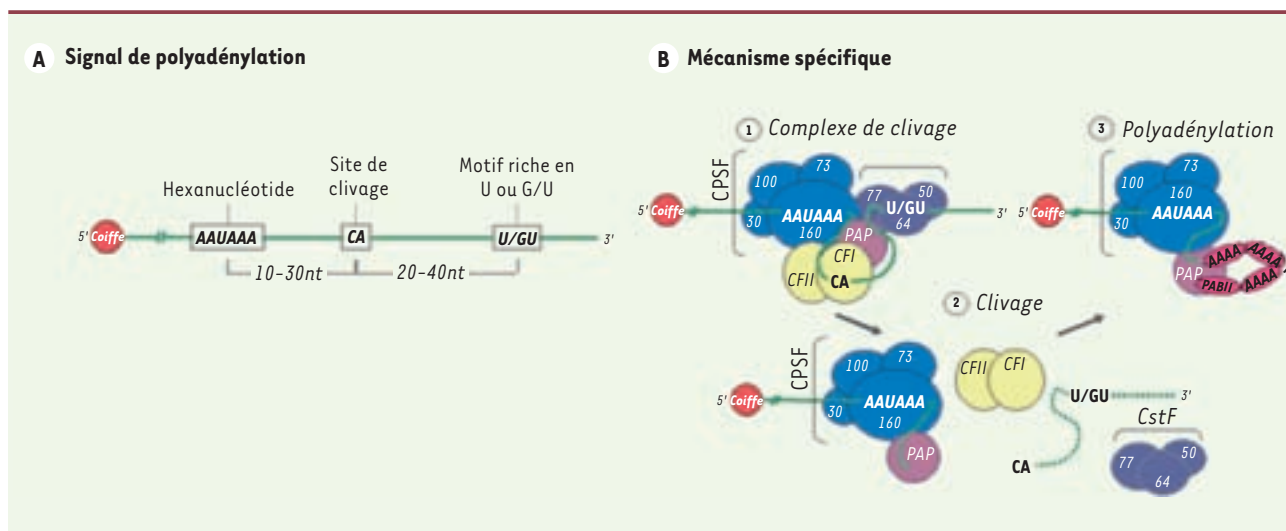 A Signal de polyadénylation
Hexanucléotide
Site de
clivage
Motif riche en
U ou G/U
5' Coiffe AAUAAA CA U/GU 3'
10-30nt 20-40nt
B Mécanisme spécifique
1 Complexe de clivage
CPSF
100 73
77 50
5' Coiffe 30 AAUAAA U/GU 3'
160 PAP 64
CFII CFI
CA
2 Clivage
CPSF
100 73
5' Coiffe 30 AAUAAA
160
PAP
CFII CFI
U/GU 3'
CA
CstF
77 50
64
3 Polyadénylation
100 73
160
5' Coiffe 30 AAUAAA
PAP AAAA AAAA
PABII AAAA